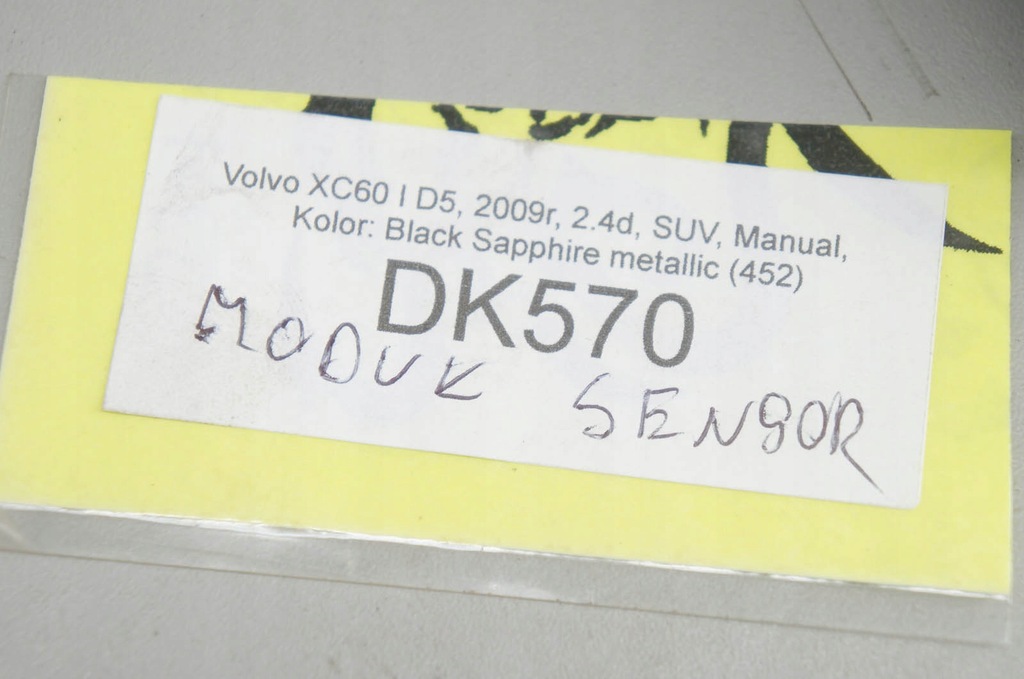 Volvo XC60 I D5, 2009r, 2.4d, SUV, Manual,
Kolor: Black Sapphire metallic (452)
DK570
MODUŁ SENSOR